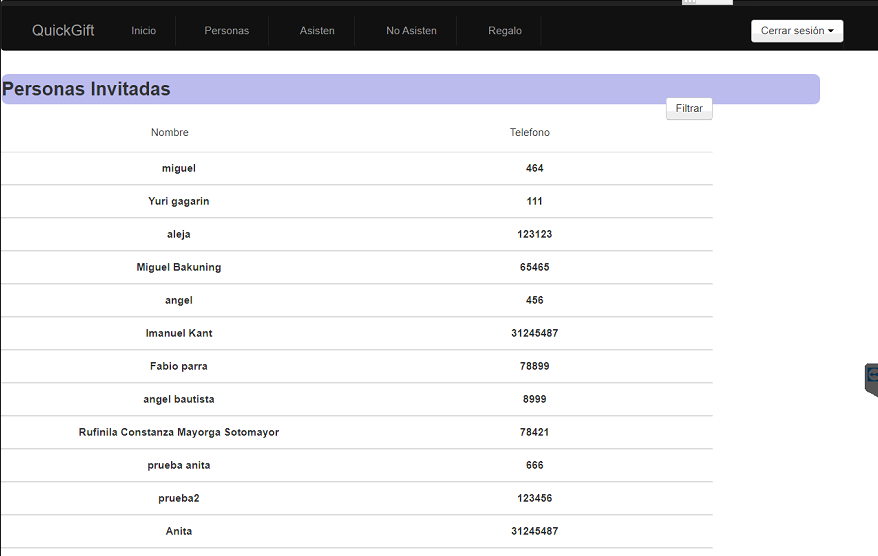 QuickGift Inicio Personas Asisten No Asisten Regalo Cerrar sesión
Personas Invitadas
Filtrar
Nombre Telefono
miguel 464
Yuri gagarin 111
aleja 123123
Miguel Bakuning 65465
angel 456
Imanuel Kant 31245487
Fabio parra 78899
angel bautista 8999
Rufinila Constanza Mayorga Sotomayor 78421
prueba anita 666
prueba2 123456
Anita 31245487